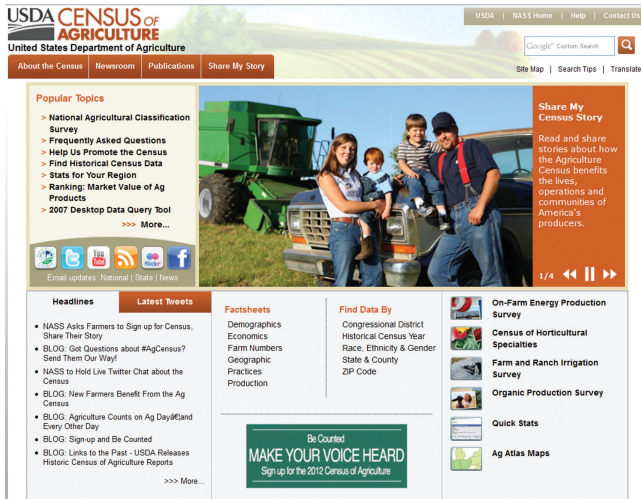 USDA CENSUS OF
AGRICULTURE
United States Department of Agriculture
USDA | NASS Home | Help | Contact Us
Google™ Custom Search
About the Census Newsroom Publications Share My Story
Site Map | Search Tips | Translate
Popular Topics
> National Agricultural Classification
Survey
> Frequently Asked Questions
> Help Us Promote the Census
> Find Historical Census Data
> Stats for Your Region
> Ranking: Market Value of Ag
Products
> 2007 Desktop Data Query Tool
>>> More...
You
Tube
flickr
Email updates: National | State | News
Share My
Census Story
Read and share
stories about how
the Agriculture
Census benefits
the lives,
operations and
communities of
America's
producers.
1/4
Headlines
Latest Tweets
• NASS Asks Farmers to Sign up for Census,
Share Their Story
• BLOG: Got Questions about #AgCensus?
Send Them Our Way!
• NASS to Hold Live Twitter Chat about the
Census
• BLOG: New Farmers Benefit From the Ag
Census
• BLOG: Agriculture Counts on Ag Dayâ€¦and
Every Other Day
• BLOG: Sign-up and Be Counted
• BLOG: Links to the Past - USDA Releases
Historic Census of Agriculture Reports
>>> More...
Factsheets
Demographics
Economics
Farm Numbers
Geographic
Practices
Production
Find Data By
Congressional District
Historical Census Year
Race, Ethnicity & Gender
State & County
ZIP Code
Be Counted
MAKE YOUR VOICE HEARD
Sign up for the 2012 Census of Agriculture
On-Farm Energy Production
Survey
Census of Horticultural
Specialties
Farm and Ranch Irrigation
Survey
Organic Production Survey
Quick Stats
Ag Atlas Maps